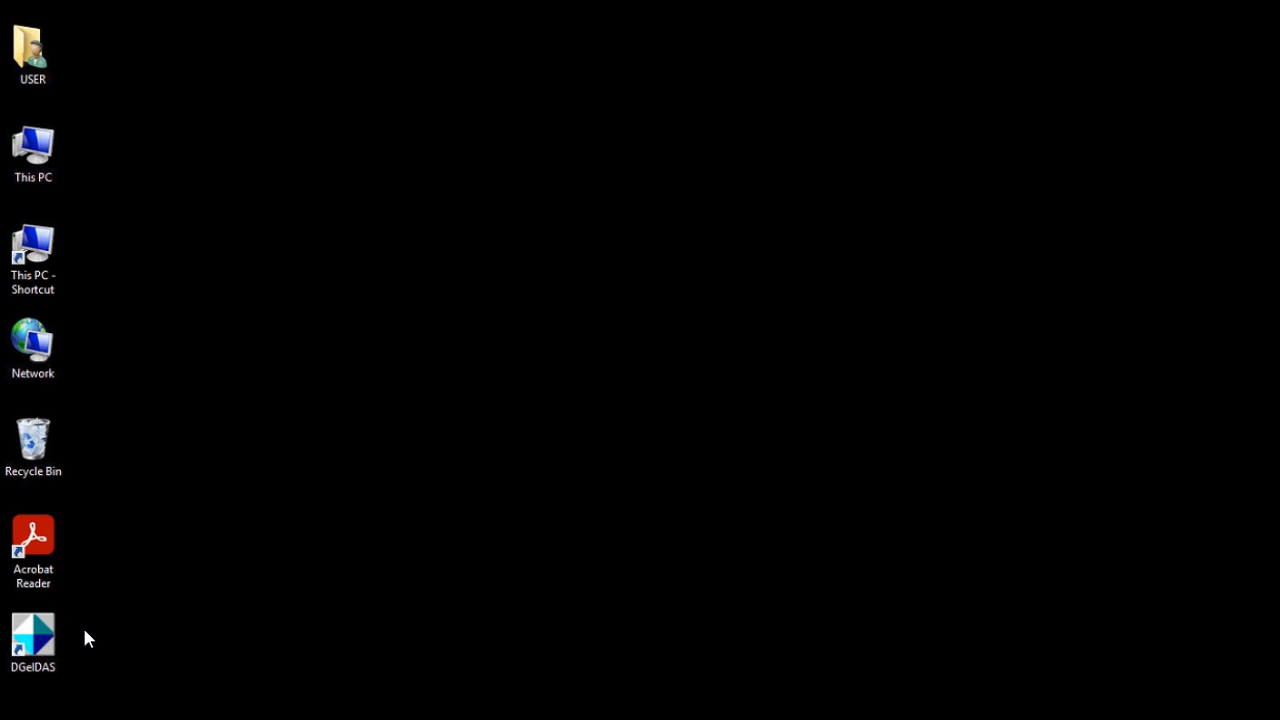 USER
This PC
This PC -
Shortcut
Network
Recycle Bin
Acrobat
Reader
DGelDAS